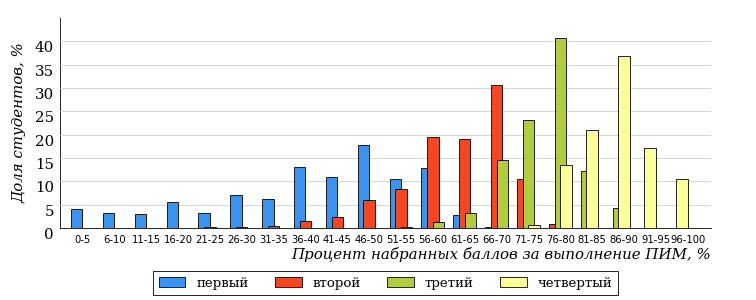 Доля студентов, %
40
35
30
25
20
15
10
5
0
0-5 6-10 11-15 16-20 21-25 26-30 31-35 36-40 41-45 46-50 51-55 56-60 61-65 66-70 71-75 76-80 81-85 86-90 91-95 96-100
Процент набранных баллов за выполнение ПИМ, %
первый второй третий четвертый